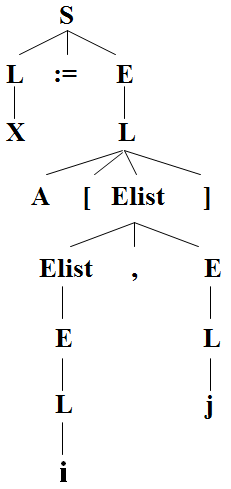 S
L := E
X L
A [ Elist ]
Elist , E
E L
L j
i